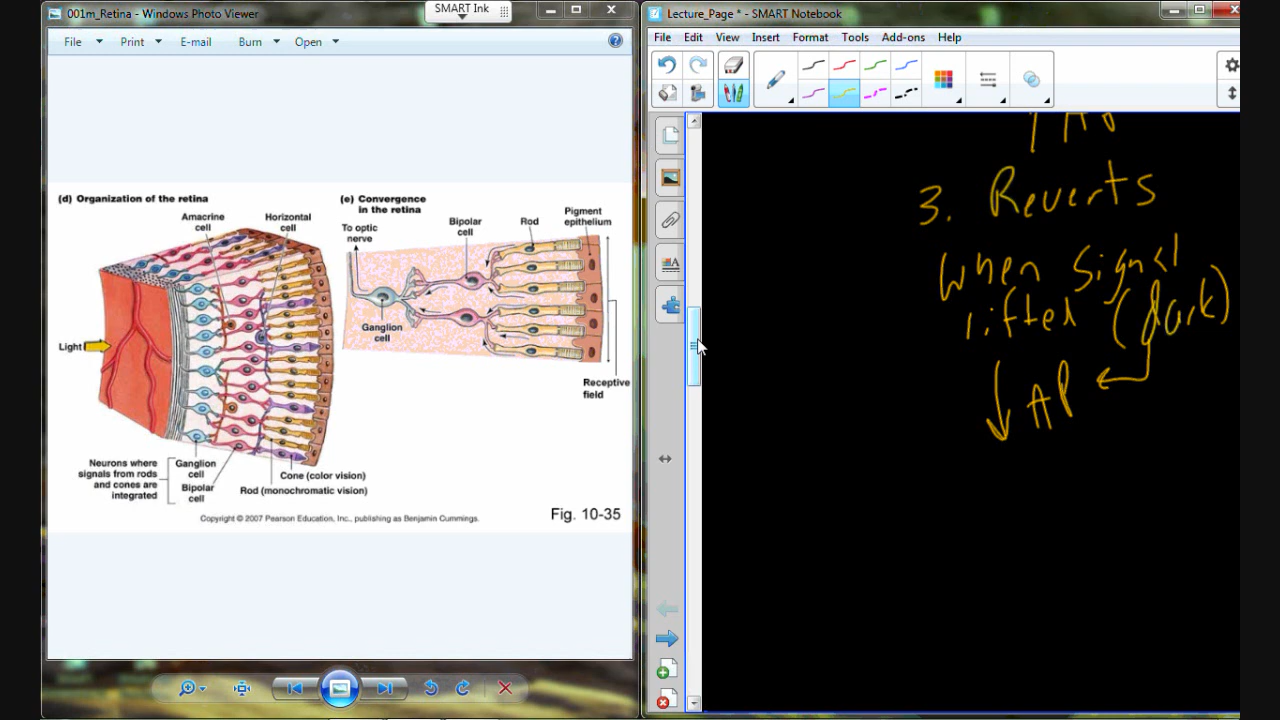 001m_Retina - Windows Photo Viewer
SMART Ink
File
Print
E-mail
Burn
Open
(d) Organization of the retina
Amacrine
cell
Horizontal
cell
Light
Neurons where
signals from rods
and cones are
integrated
Ganglion
cell
Bipolar
cell
Cone (color vision)
Rod (monochromatic vision)
(e) Convergence
in the retina
To optic
nerve
Bipolar
cell
Rod
Pigment
epithelium
Ganglion
cell
Receptive
field
Copyright © 2007 Pearson Education, Inc., publishing as Benjamin Cummings.
Fig. 10-35
Lecture_Page * - SMART Notebook
File Edit View Insert Format Tools Add-ons Help
3. Reverts
when signal
lifted (dark)
↓ AP ←